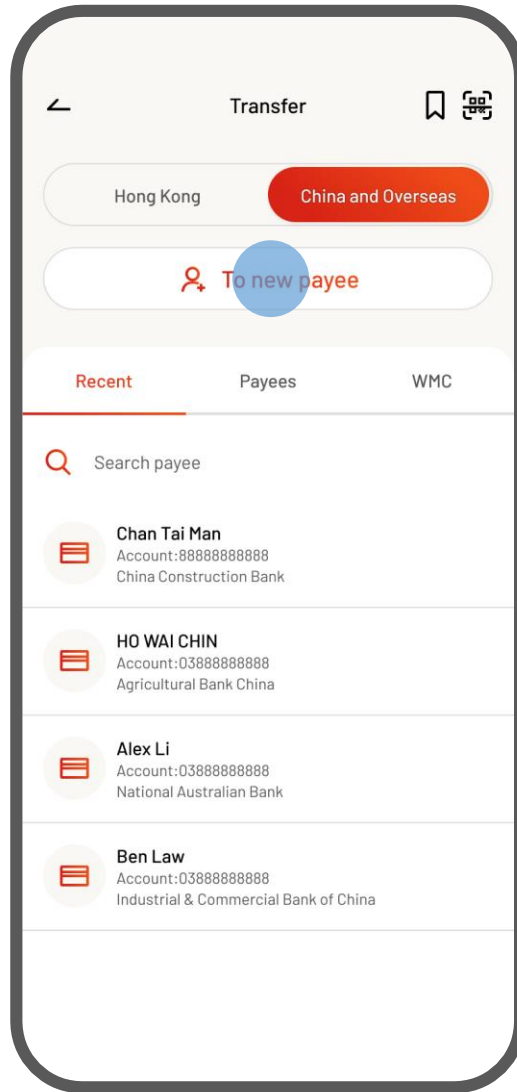 Transfer
Hong Kong
China and Overseas
To new payee
Recent
Payees
WMC
Search payee
Chan Tai Man
Account:88888888888
China Construction Bank
HO WAI CHIN
Account:03888888888
Agricultural Bank China
Alex Li
Account:03888888888
National Australian Bank
Ben Law
Account:03888888888
Industrial & Commercial Bank of China